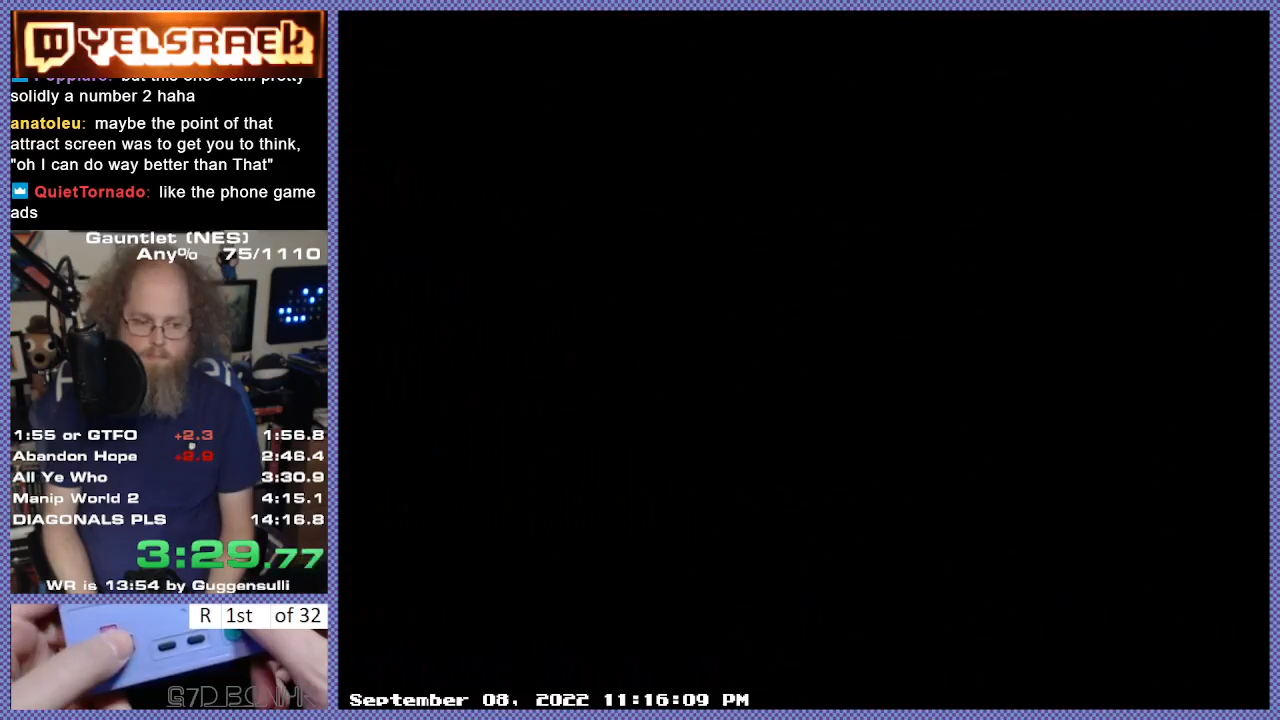 YELSRAEK
solidly a number 2 haha
anatoleu: maybe the point of that
attract screen was to get you to think,
"oh I can do way better than That"
QuietTornado: like the phone game
ads
Gauntlet (NES)
Any% 75/1110
1:55 or GTFO +2.3 1:56.8
Abandon Hope +2.9 2:46.4
All Ye Who 3:30.9
Manip World 2 4:15.1
DIAGONALS PLS 14:16.8
3:29.77
WR is 13:54 by Guggensulli
R 1st of 32
September 08, 2022 11:16:09 PM